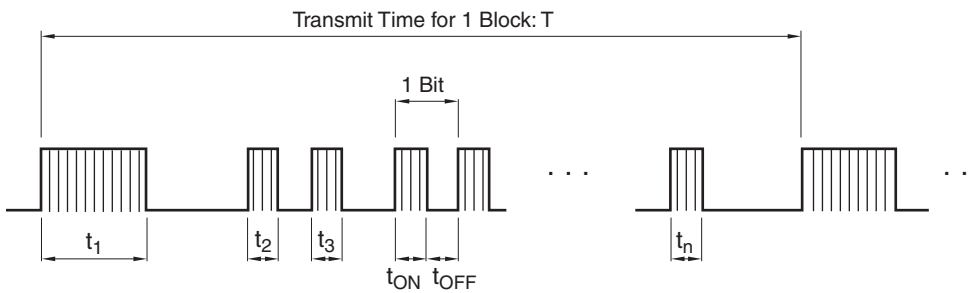 Transmit Time for 1 Block: T
1 Bit
. . .
. .
t1
t2
t3
tON
tOFF
tn